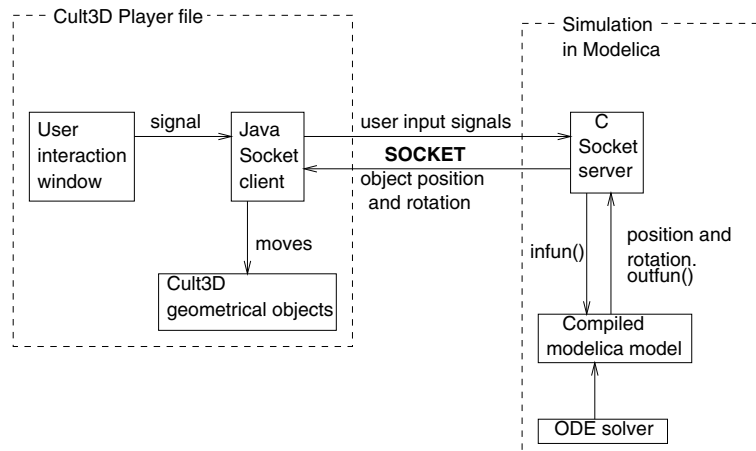 Cult3D Player file
Simulation
in Modelica
User
interaction
window
signal
Java
Socket
client
user input signals
SOCKET
object position
and rotation
C
Socket
server
moves
Cult3D
geometrical objects
infun()
position and
rotation.
outfun()
Compiled
modelica model
ODE solver